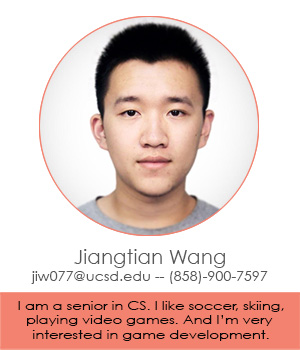 Jiangtian Wang
jiw077@ucsd.edu -- (858)-900-7597
I am a senior in CS. I like soccer, skiing,
playing video games. And I'm very
interested in game development.